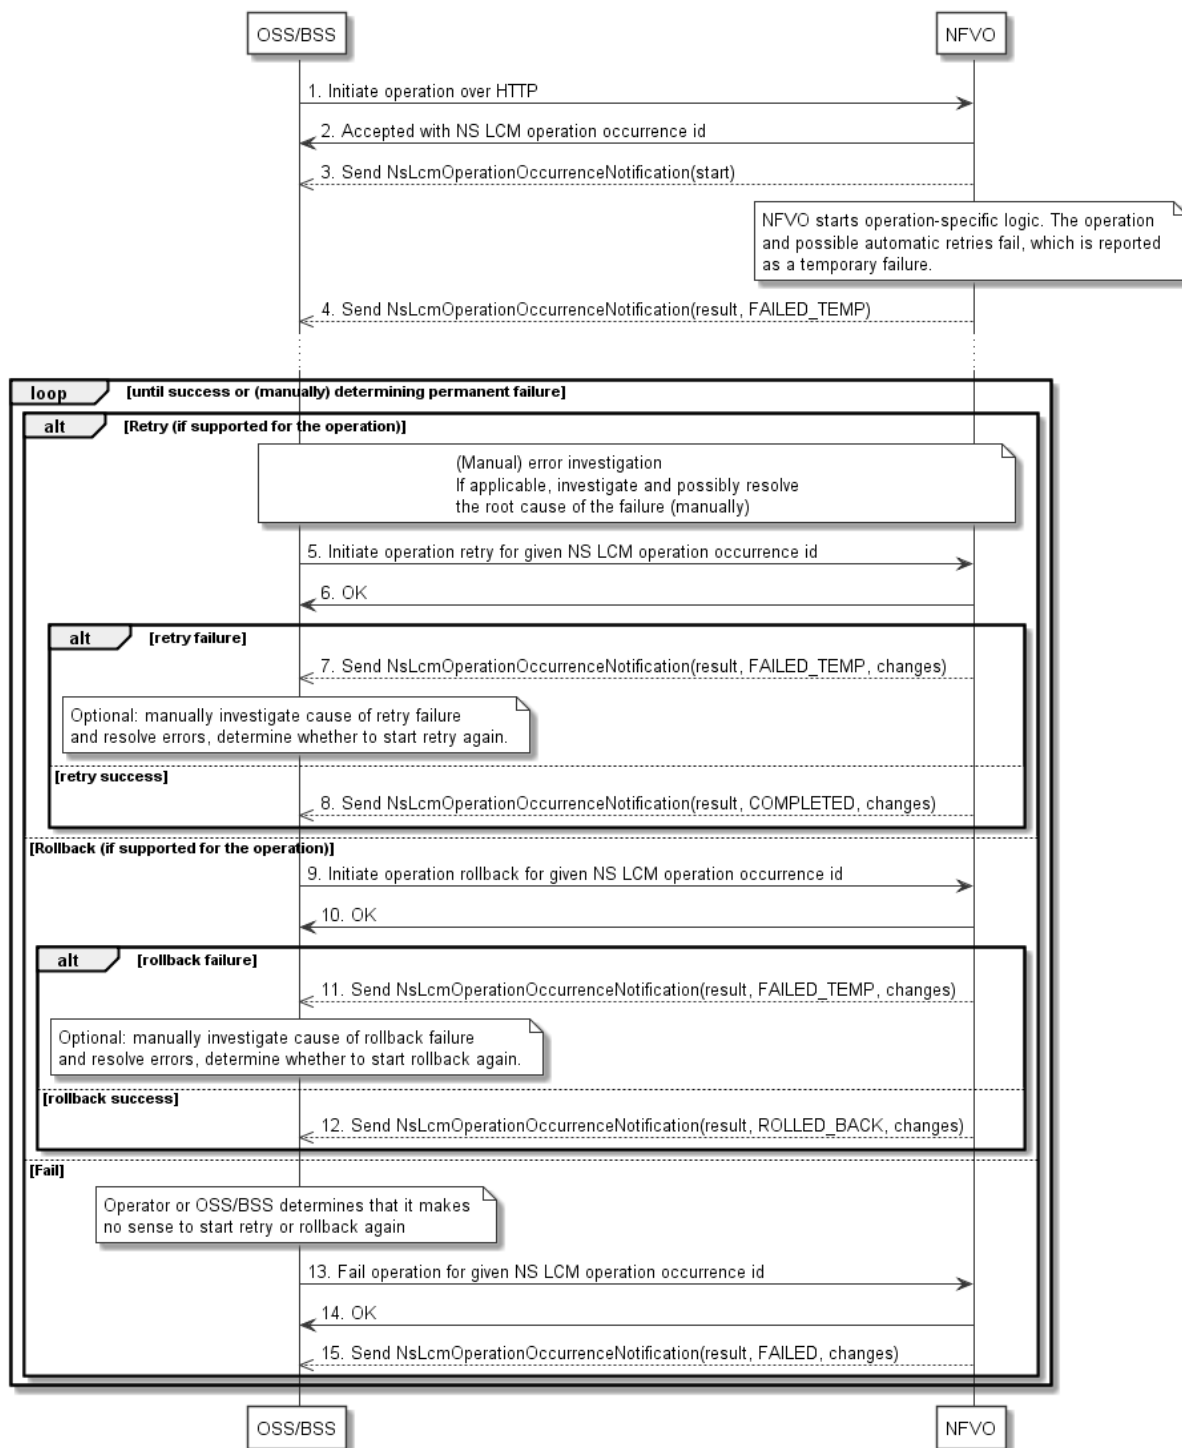 OSS/BSS
NFVO
1. Initiate operation over HTTP
2. Accepted with NS LCM operation occurrence id
3. Send NsLcmOperationOccurrenceNotification(start)
NFVO starts operation-specific logic. The operation
and possible automatic retries fail, which is reported
as a temporary failure.
4. Send NsLcmOperationOccurrenceNotification(result, FAILED_TEMP)
loop
[until success or (manually) determining permanent failure]
alt
[Retry (if supported for the operation)]
(Manual) error investigation
If applicable, investigate and possibly resolve
the root cause of the failure (manually)
5. Initiate operation retry for given NS LCM operation occurrence id
6. OK
alt
[retry failure]
7. Send NsLcmOperationOccurrenceNotification(result, FAILED_TEMP, changes)
Optional: manually investigate cause of retry failure
and resolve errors, determine whether to start retry again.
[retry success]
8. Send NsLcmOperationOccurrenceNotification(result, COMPLETED, changes)
[Rollback (if supported for the operation)]
9. Initiate operation rollback for given NS LCM operation occurrence id
10. OK
alt
[rollback failure]
11. Send NsLcmOperationOccurrenceNotification(result, FAILED_TEMP, changes)
Optional: manually investigate cause of rollback failure
and resolve errors, determine whether to start rollback again.
[rollback success]
12. Send NsLcmOperationOccurrenceNotification(result, ROLLED_BACK, changes)
[Fail]
Operator or OSS/BSS determines that it makes
no sense to start retry or rollback again
13. Fail operation for given NS LCM operation occurrence id
14. OK
15. Send NsLcmOperationOccurrenceNotification(result, FAILED, changes)
OSS/BSS
NFVO